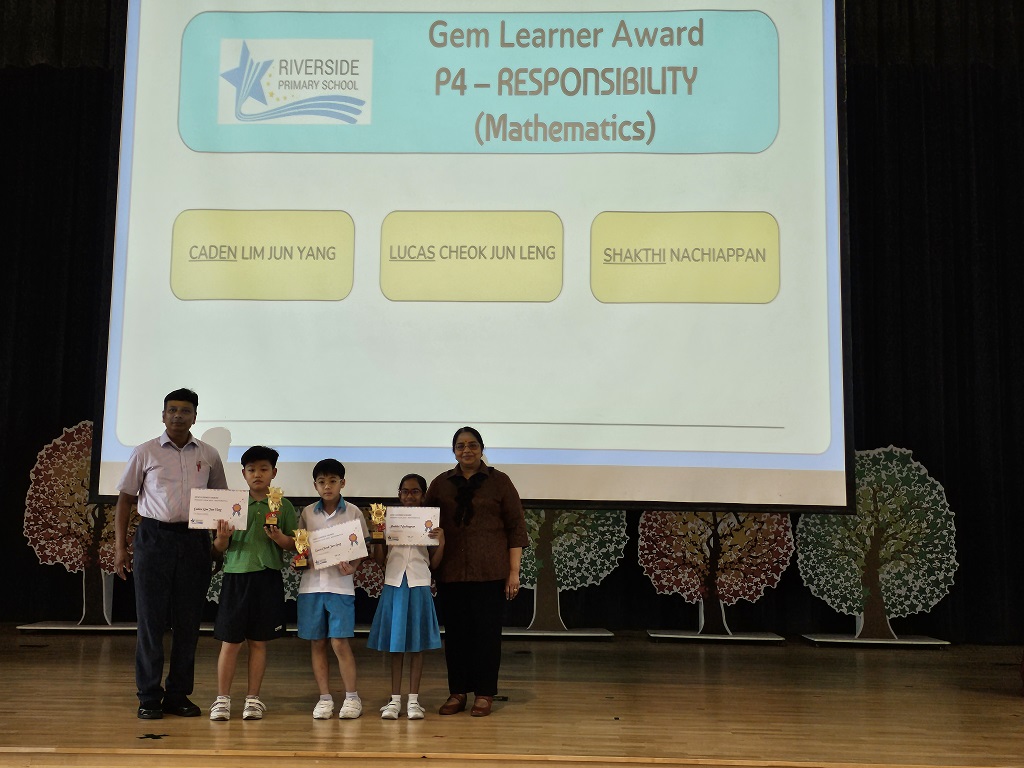 Gem Learner Award
RIVERSIDE
PRIMARY SCHOOL
P4 – RESPONSIBILITY
(Mathematics)
CADEN LIM JUN YANG
LUCAS CHEOK JUN LENG
SHAKTHI NACHIAPPAN